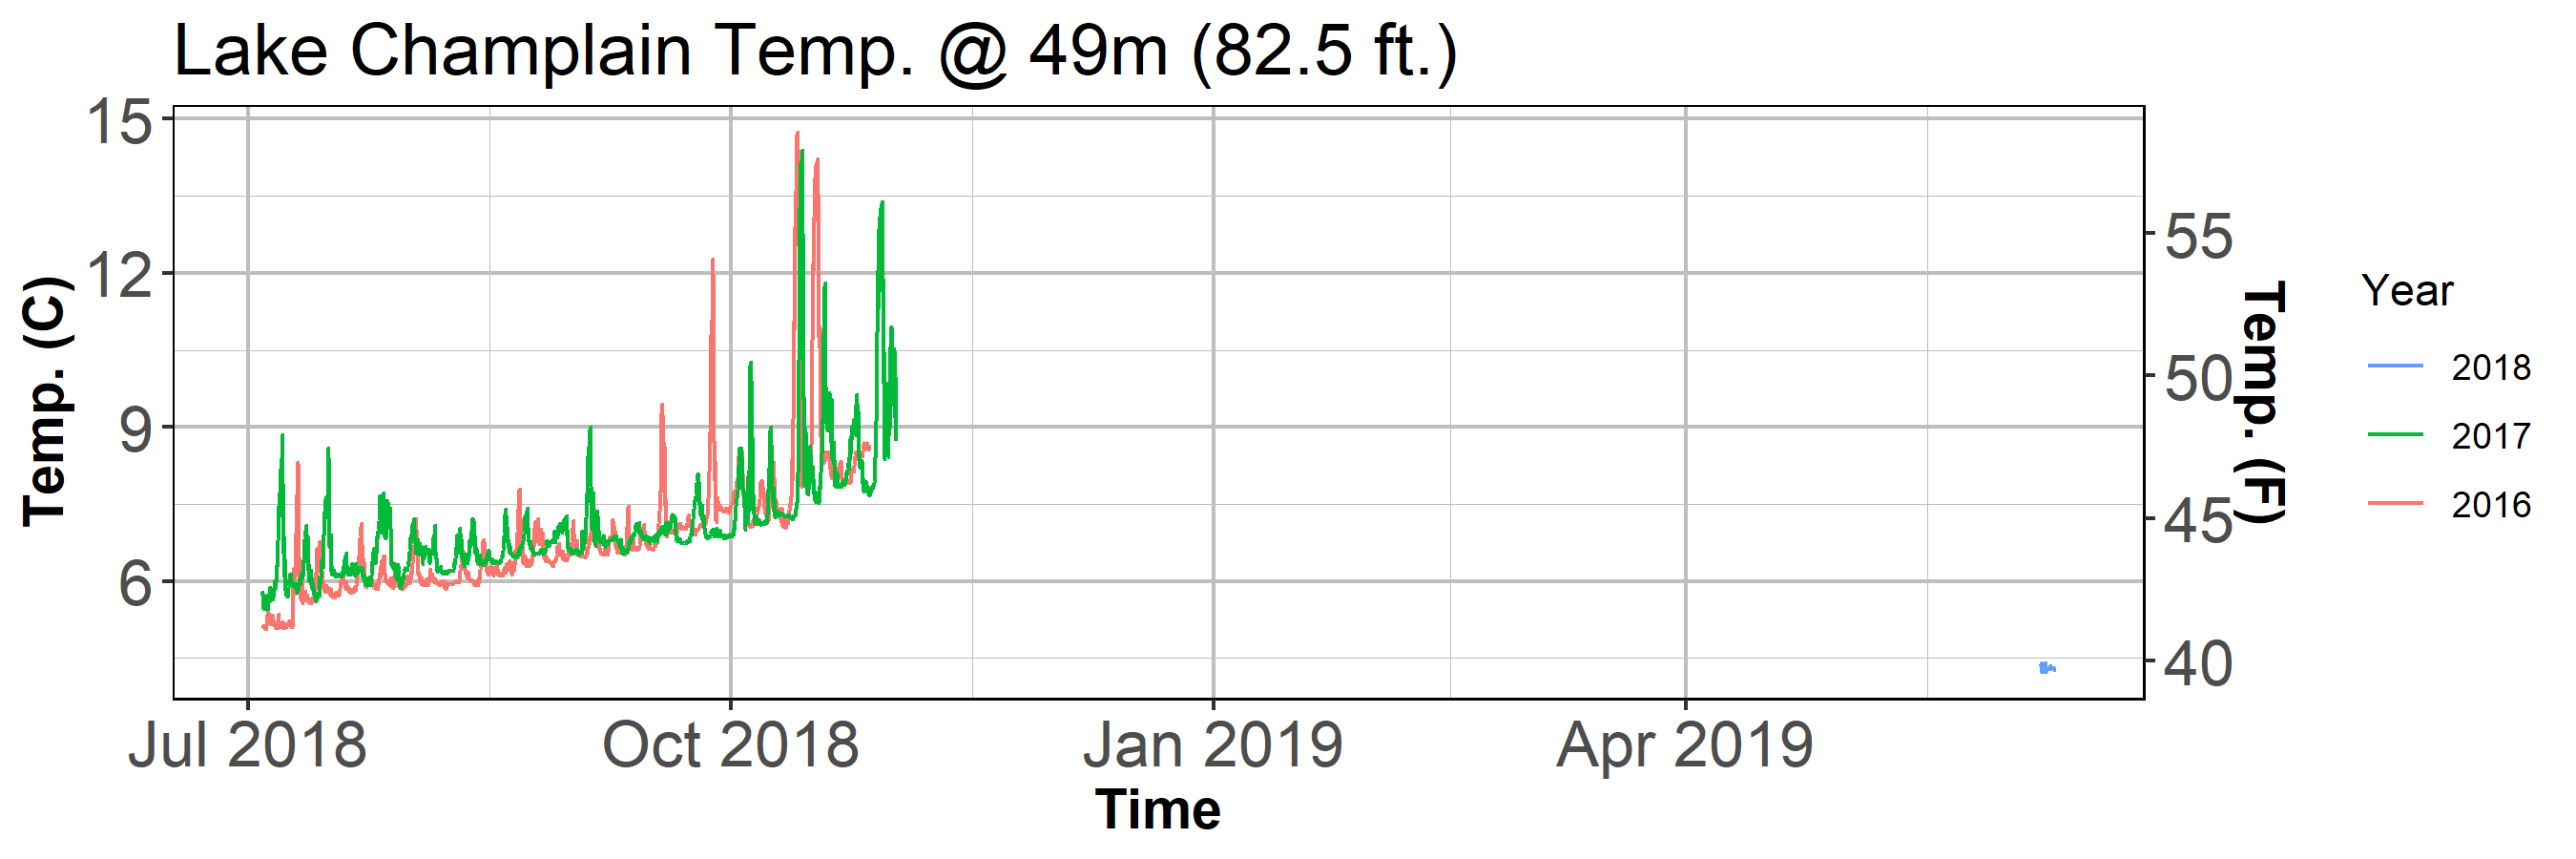 Lake Champlain Temp. @ 49m (82.5 ft.)
15
12
9
6
Temp. (C)
55
50
45
40
Temp. (F)
Jul 2018
Oct 2018
Jan 2019
Apr 2019
Time
Year
2018
2017
2016